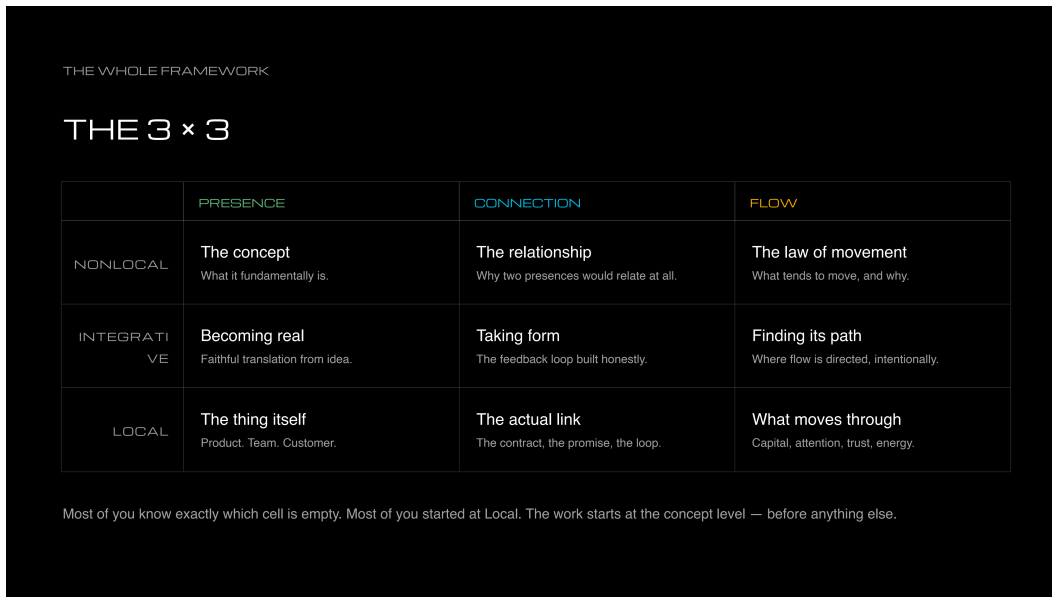 THE WHOLE FRAMEWORK
THE 3 × 3
PRESENCE
CONNECTION
FLOW
NONLOCAL
The concept
What it fundamentally is.
The relationship
Why two presences would relate at all.
The law of movement
What tends to move, and why.
INTEGRATI
VE
Becoming real
Faithful translation from idea.
Taking form
The feedback loop built honestly.
Finding its path
Where flow is directed, intentionally.
LOCAL
The thing itself
Product. Team. Customer.
The actual link
The contract, the promise, the loop.
What moves through
Capital, attention, trust, energy.
Most of you know exactly which cell is empty. Most of you started at Local. The work starts at the concept level — before anything else.